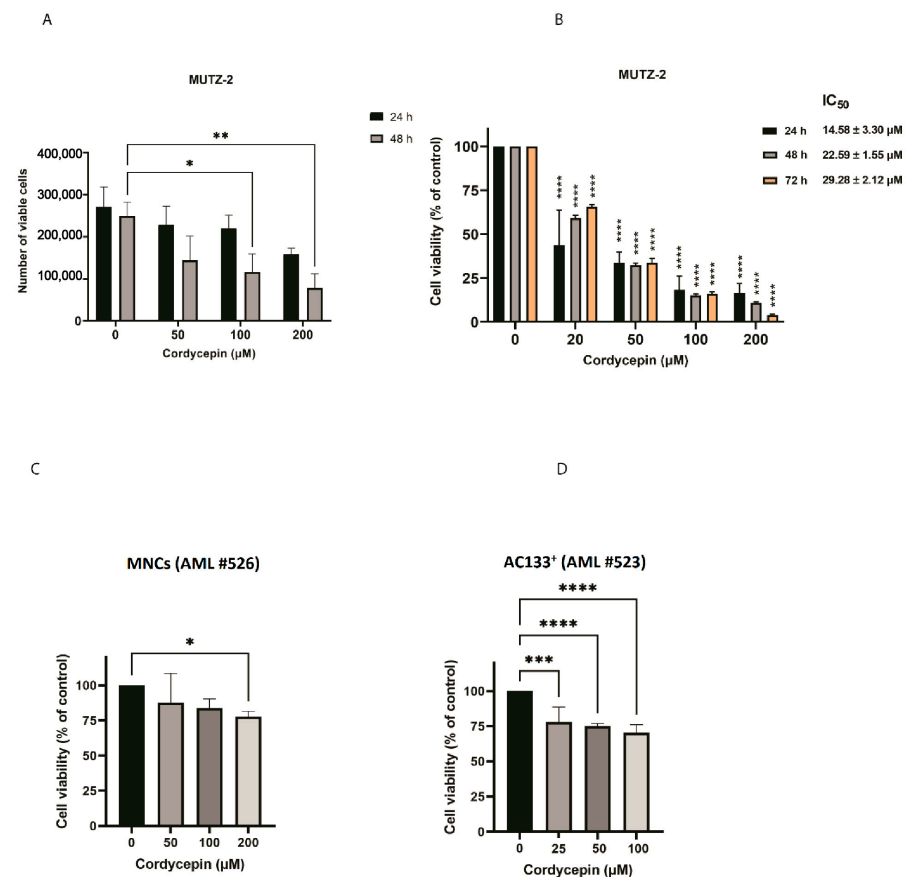 A
MUTZ-2
24 h
48 h
**
*
Number of viable cells
400,000
300,000
200,000
100,000
0
0 50 100 200
Cordycepin (µM)
B
MUTZ-2
IC50
24 h 14.58 ± 3.30 µM
48 h 22.59 ± 1.55 µM
72 h 29.28 ± 2.12 µM
Cell viability (% of control)
100
75
50
25
0
**** **** ****
**** **** ****
**** **** ****
**** **** ****
0 20 50 100 200
Cordycepin (µM)
C
MNCs (AML #526)
*
Cell viability (% of control)
100
75
50
25
0
0 50 100 200
Cordycepin (µM)
D
AC133+ (AML #523)
****
****
***
Cell viability (% of control)
100
75
50
25
0
0 25 50 100
Cordycepin (µM)